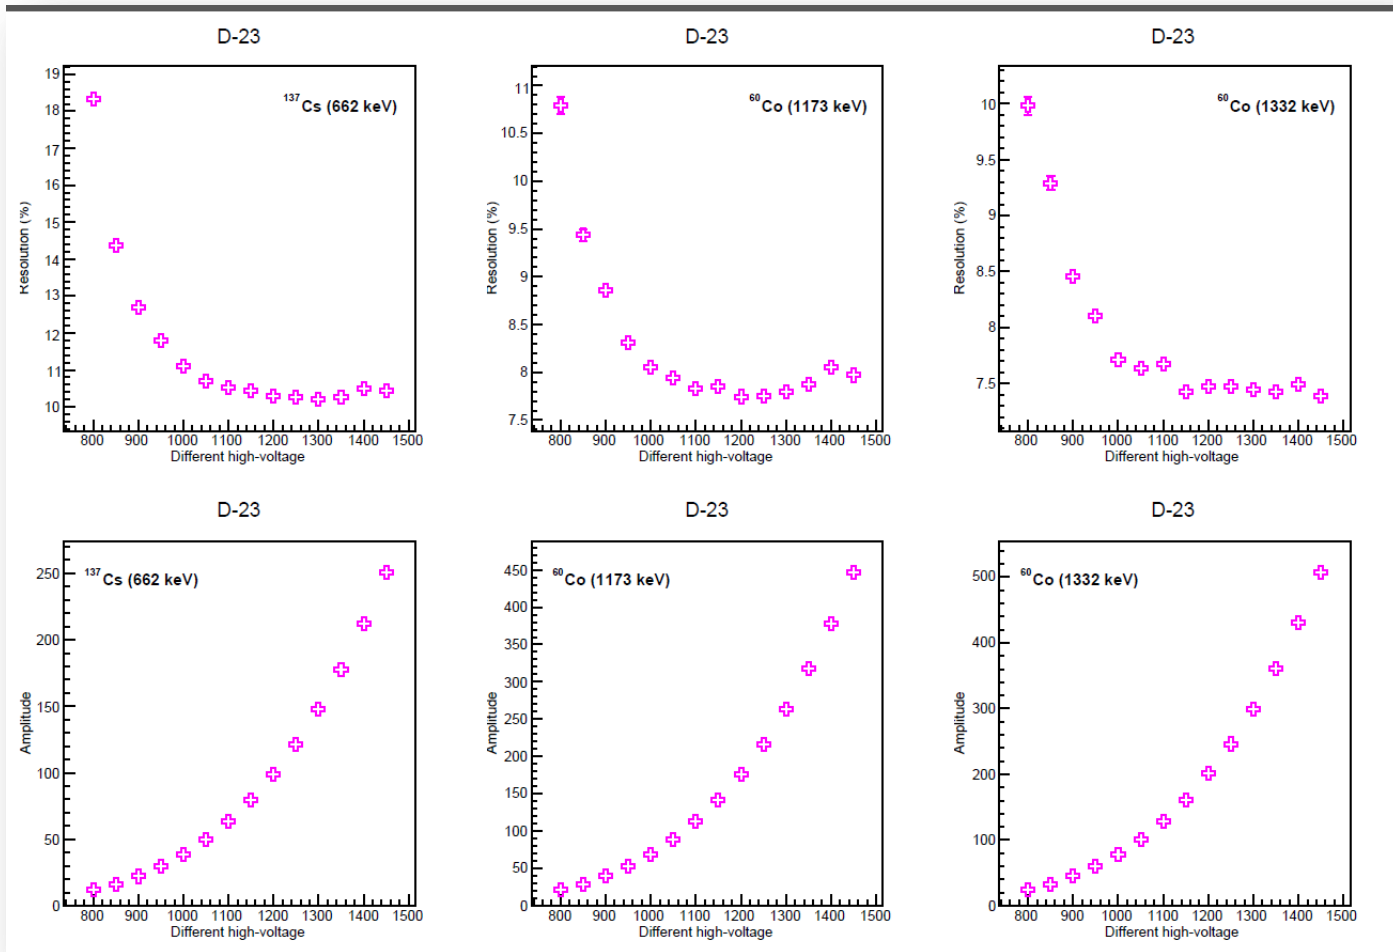 D-23
D-23
D-23
19
18
17
16
15
14
13
12
11
10
Resolution (%)
¹³⁷Cs (662 keV)
800 900 1000 1100 1200 1300 1400 1500
Different high-voltage
11
10.5
10
9.5
9
8.5
8
7.5
Resolution (%)
⁶⁰Co (1173 keV)
800 900 1000 1100 1200 1300 1400 1500
Different high-voltage
10
9.5
9
8.5
8
7.5
Resolution (%)
⁶⁰Co (1332 keV)
800 900 1000 1100 1200 1300 1400 1500
Different high-voltage
D-23
D-23
D-23
250
200
150
100
50
0
Amplitude
¹³⁷Cs (662 keV)
800 900 1000 1100 1200 1300 1400 1500
Different high-voltage
450
400
350
300
250
200
150
100
50
0
Amplitude
⁶⁰Co (1173 keV)
800 900 1000 1100 1200 1300 1400 1500
Different high-voltage
500
400
300
200
100
0
Amplitude
⁶⁰Co (1332 keV)
800 900 1000 1100 1200 1300 1400 1500
Different high-voltage